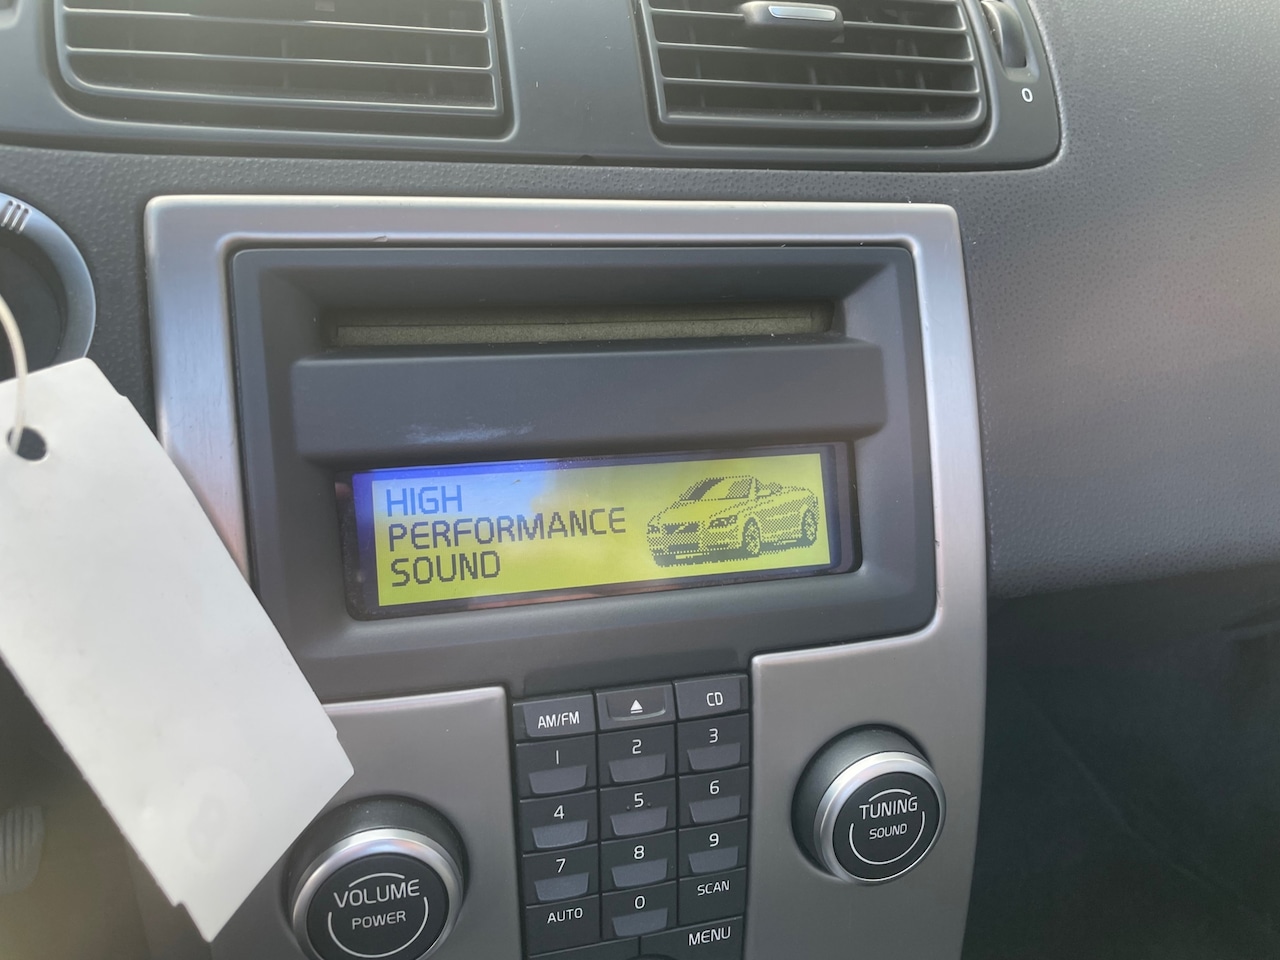 0
HIGH
PERFORMANCE
SOUND
AM/FM
CD
1
2
3
4
5
6
7
8
9
AUTO
0
SCAN
MENU
VOLUME
POWER
TUNING
SOUND